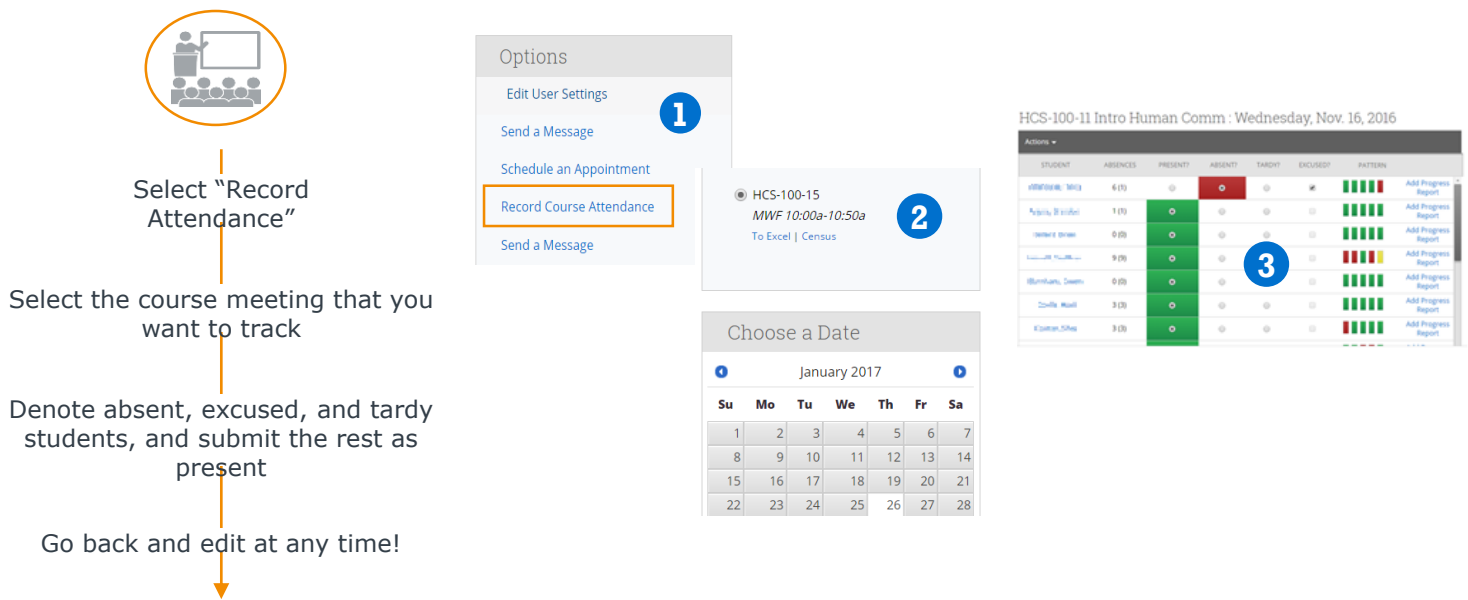 Select “Record
Attendance”
Select the course meeting that you
want to track
Denote absent, excused, and tardy
students, and submit the rest as
present
Go back and edit at any time!
Options
Edit User Settings
1
Send a Message
Schedule an Appointment
Record Course Attendance
Send a Message
HCS-100-15
MWF 10:00a-10:50a
To Excel | Census
2
Choose a Date
January 2017
Su Mo Tu We Th Fr Sa
1 2 3 4 5 6 7
8 9 10 11 12 13 14
15 16 17 18 19 20 21
22 23 24 25 26 27 28
HCS-100-11 Intro Human Comm : Wednesday, Nov. 16, 2016
Actions
STUDENT ABSENCES PRESENT? ABSENT? TARDY? EXCUSED? PATTERN
6 (1) Add Progress
Report
1 (1) Add Progress
Report
0 (0) Add Progress
Report
3
9 (9) Add Progress
Report
0 (0) Add Progress
Report
3 (3) Add Progress
Report
3 (3) Add Progress
Report